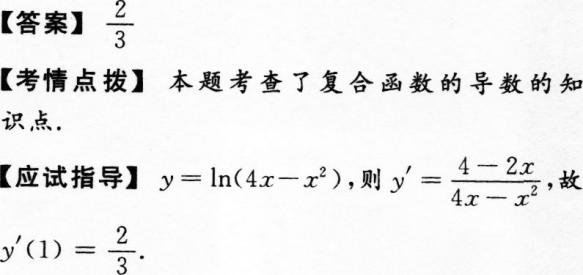 【答案】 2/3
【考情点拨】 本题考查了复合函数的导数的知
识点.
【应试指导】 y=ln(4x-x²),则 y′=(4-2x)/(4x-x²),故
y′(1)=2/3.